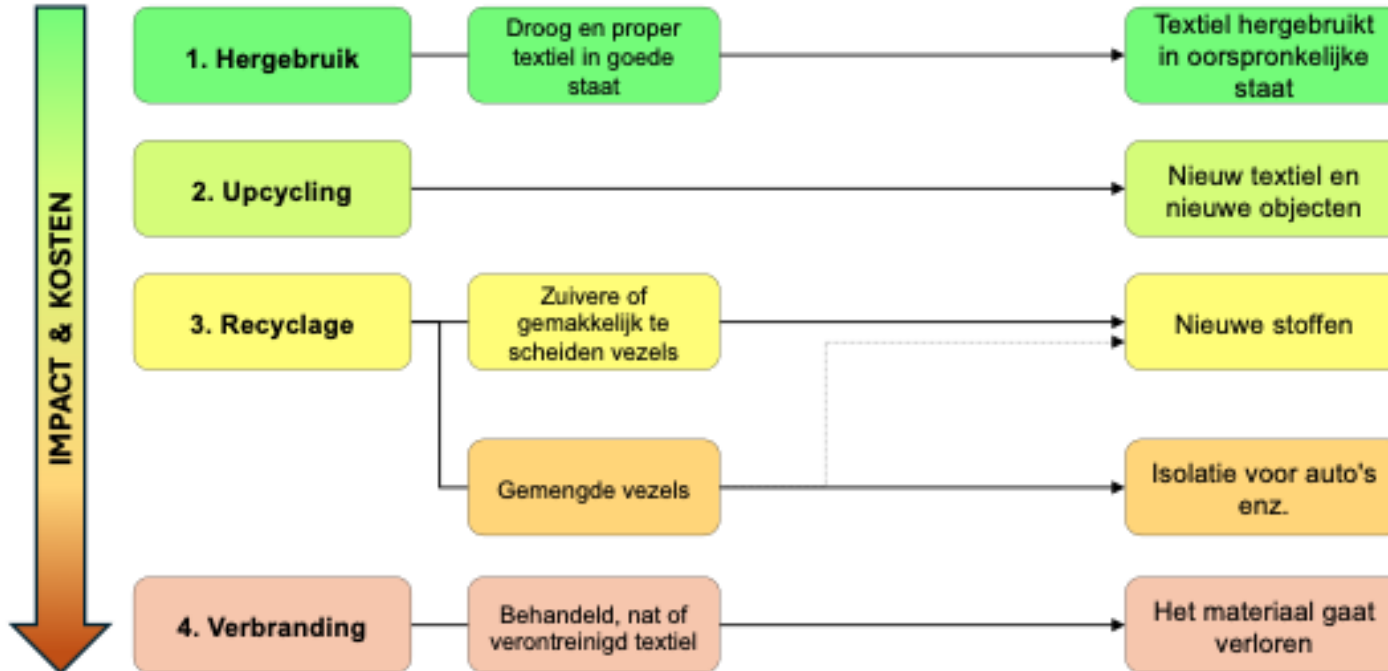 IMPACT & KOSTEN
1. Hergebruik
Droog en proper
textiel in goede
staat
Textiel hergebruikt
in oorspronkelijke
staat
2. Upcycling
Nieuw textiel en
nieuwe objecten
3. Recyclage
Zuivere of
gemakkelijk te
scheiden vezels
Nieuwe stoffen
Gemengde vezels
Isolatie voor auto's
enz.
4. Verbranding
Behandeld, nat of
verontreinigd textiel
Het materiaal gaat
verloren